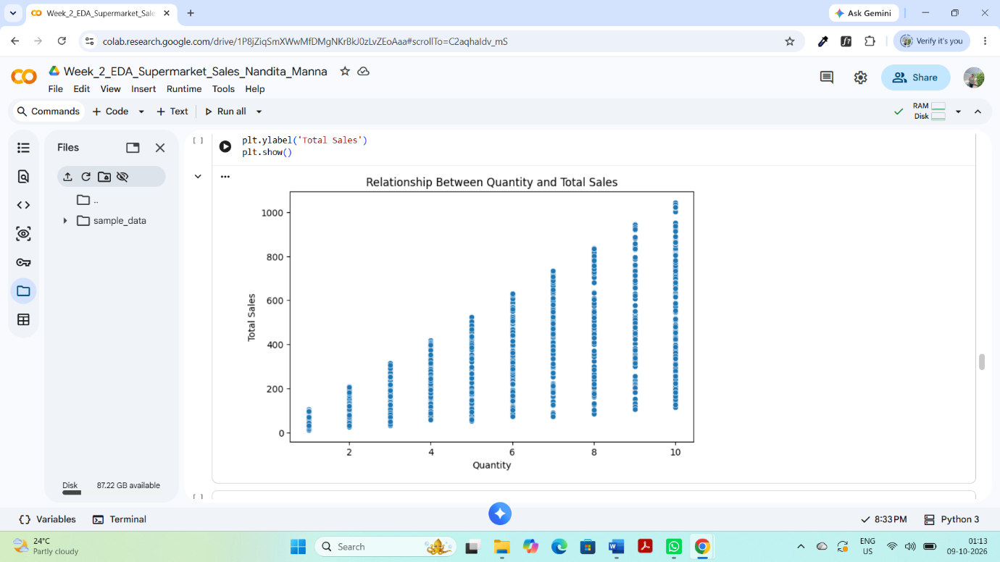 Week_2_EDA_Supermarket_Sale
Ask Gemini
colab.research.google.com/drive/1P8jZiqSmXWwMfDMgNKrBkJ0zLvZEoAaa#scrollTo=C2aqhaIdv_mS
Verify it's you
Week_2_EDA_Supermarket_Sales_Nandita_Manna
File Edit View Insert Runtime Tools Help
Share
Commands + Code + Text Run all
RAM
Disk
Files
..
sample_data
Disk 87.22 GB available
[ ]
plt.ylabel('Total Sales')
plt.show()
Relationship Between Quantity and Total Sales
1000
800
600
400
200
0
Total Sales
2 4 6 8 10
Quantity
[ ]
Variables Terminal
8:33 PM Python 3
24°C
Partly cloudy
Search
ENG
US
01:13
09-10-2026